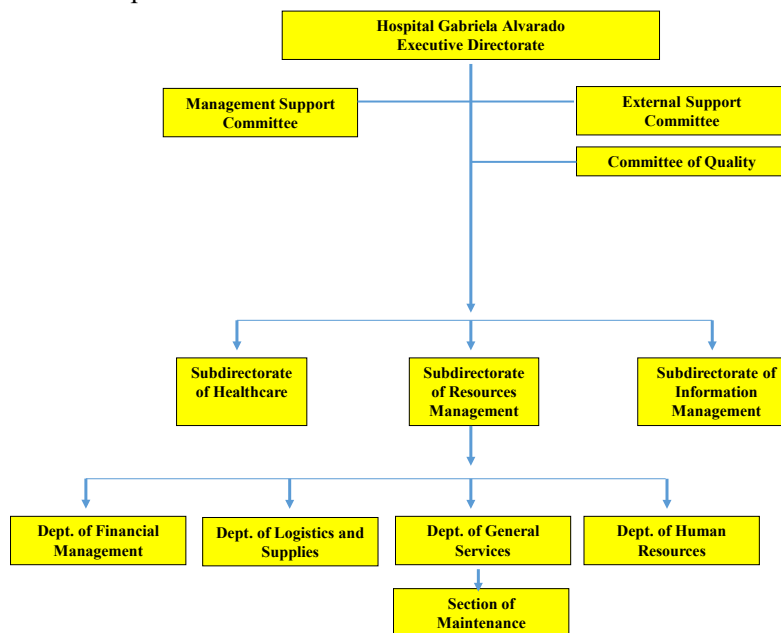 Hospital Gabriela Alvarado
Executive Directorate
Management Support
Committee
External Support
Committee
Committee of Quality
Subdirectorate
of Healthcare
Subdirectorate
of Resources
Management
Subdirectorate of
Information
Management
Dept. of Financial
Management
Dept. of Logistics and
Supplies
Dept. of General
Services
Dept. of Human
Resources
Section of
Maintenance